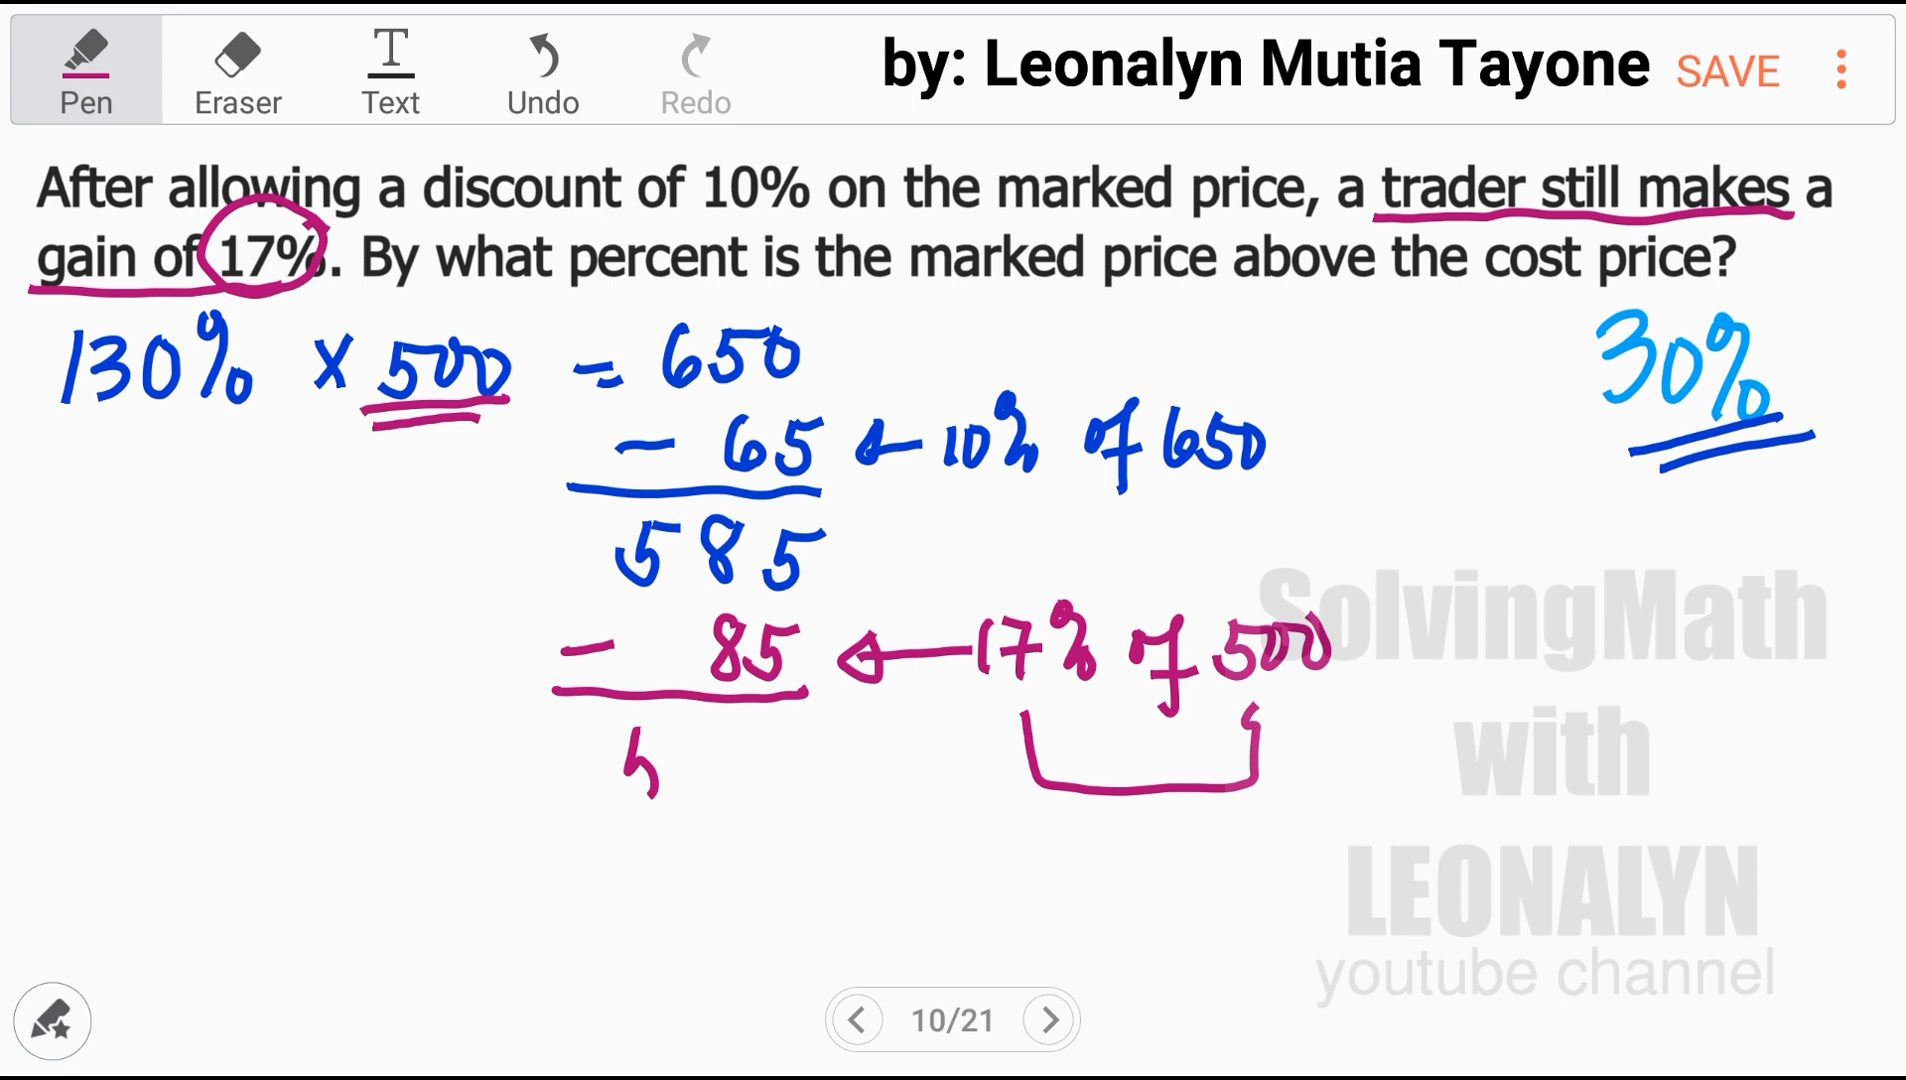 Pen
Eraser
Text
Undo
Redo
by: Leonalyn Mutia Tayone
SAVE
After allowing a discount of 10% on the marked price, a trader still makes a
gain of 17%. By what percent is the marked price above the cost price?
130% x 500 = 650
30%
- 65 ← 10% of 650
585
- 85 ← 17% of 500
5
SolvingMath
with
LEONALYN
youtube channel
10/21